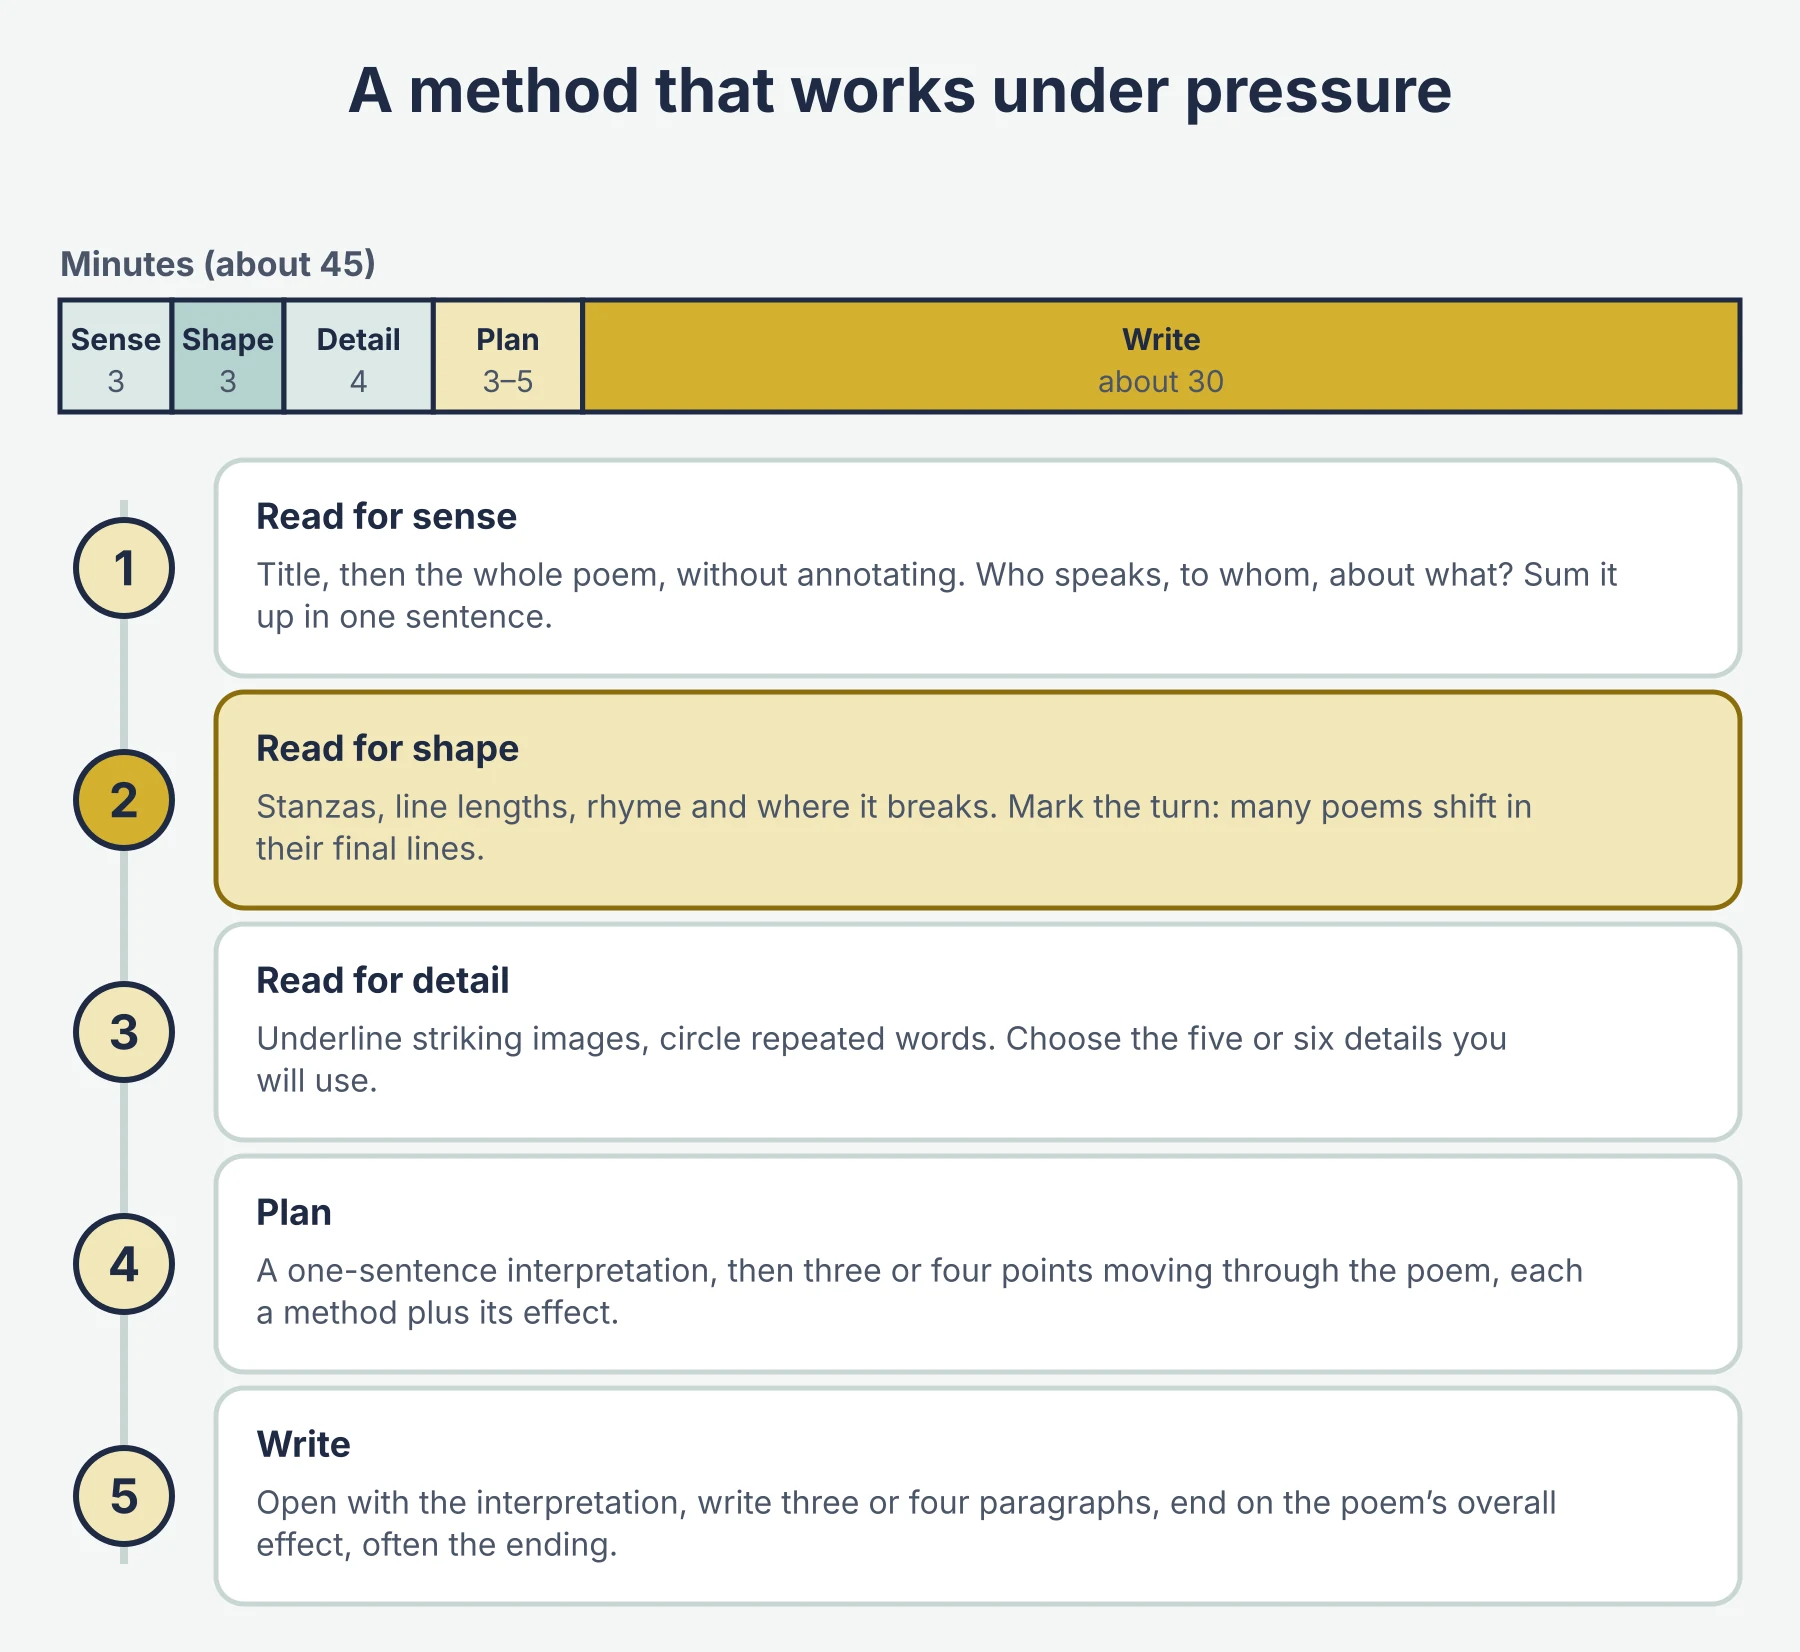 A method that works under pressure
Minutes (about 45)
Sense
3
Shape
3
Detail
4
Plan
3–5
Write
about 30
1
Read for sense
Title, then the whole poem, without annotating. Who speaks, to whom, about what? Sum it
up in one sentence.
2
Read for shape
Stanzas, line lengths, rhyme and where it breaks. Mark the turn: many poems shift in
their final lines.
3
Read for detail
Underline striking images, circle repeated words. Choose the five or six details you
will use.
4
Plan
A one-sentence interpretation, then three or four points moving through the poem, each
a method plus its effect.
5
Write
Open with the interpretation, write three or four paragraphs, end on the poem’s overall
effect, often the ending.